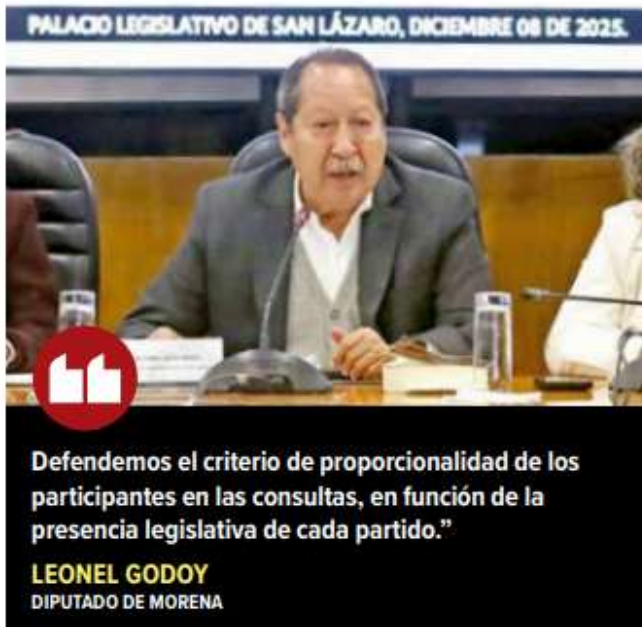 PALACIO LEGISLATIVO DE SAN LÁZARO, DICIEMBRE 08 DE 2025.
Defendemos el criterio de proporcionalidad de los
participantes en las consultas, en función de la
presencia legislativa de cada partido.”
LEONEL GODOY
DIPUTADO DE MORENA